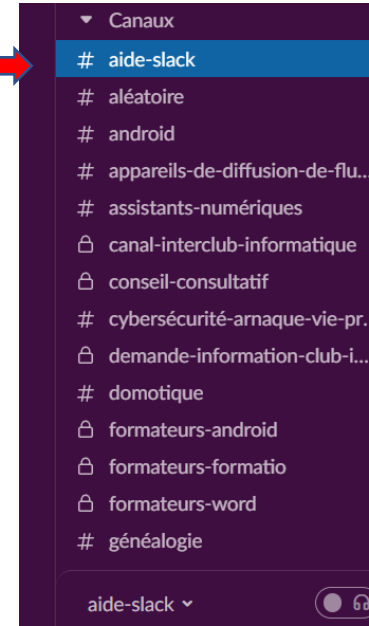 Canaux
# aide-slack
# aléatoire
# android
# appareils-de-diffusion-de-flu...
# assistants-numériques
canal-interclub-informatique
conseil-consultatif
# cybersécurité-arnaque-vie-pr...
demande-information-club-i...
# domotique
formateurs-android
formateurs-formatio
formateurs-word
# généalogie
aide-slack